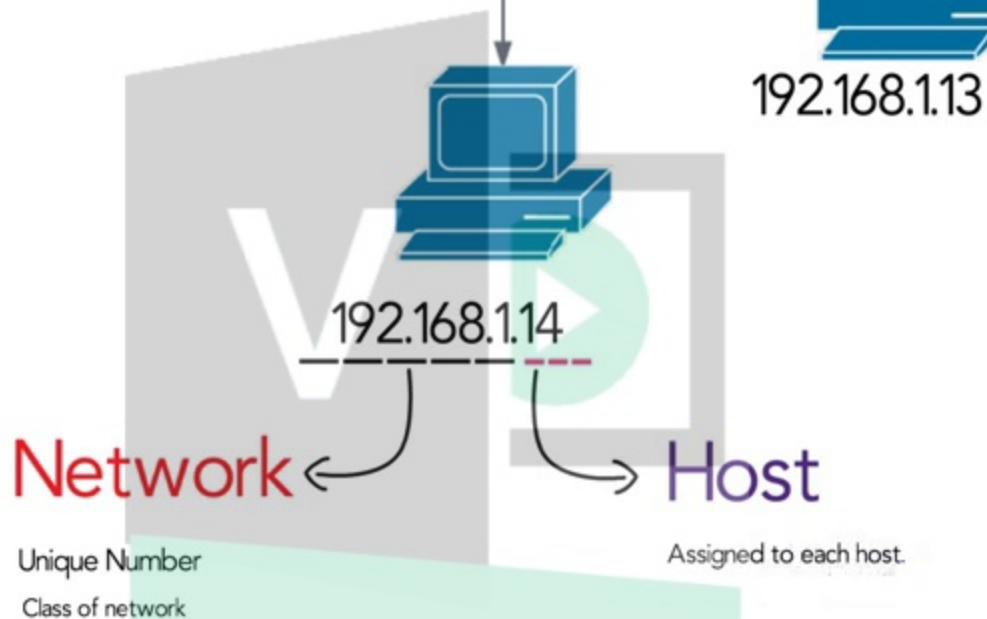 192.168.1.13
192.168.1.14
Network
Host
Unique Number
Assigned to each host.
Class of network
V